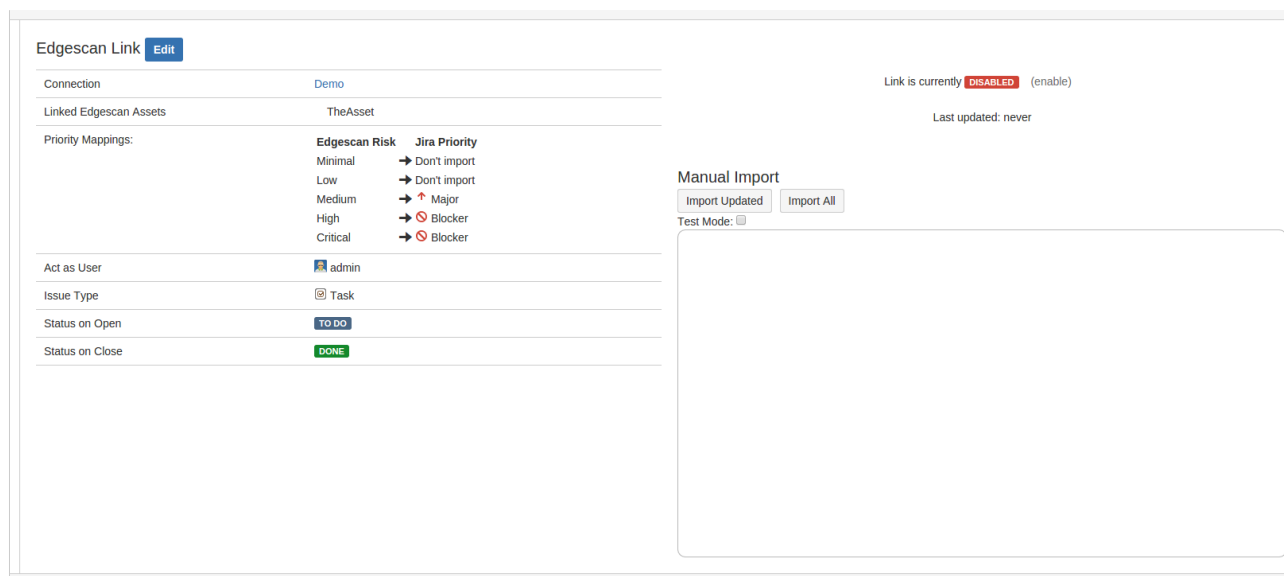 Edgescan Link Edit
Connection Demo
Linked Edgescan Assets TheAsset
Priority Mappings:
Edgescan Risk Jira Priority
Minimal Don't import
Low Don't import
Medium Major
High Blocker
Critical Blocker
Act as User admin
Issue Type Task
Status on Open TO DO
Status on Close DONE
Link is currently DISABLED (enable)
Last updated: never
Manual Import
Import Updated Import All
Test Mode: